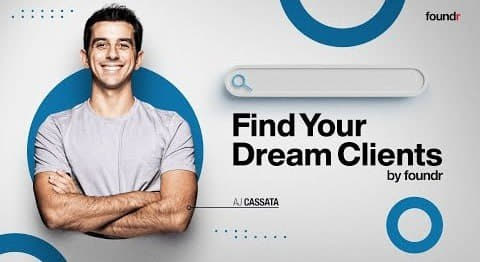 foundr
Find Your
Dream Clients
by foundr
AJ CASSATA